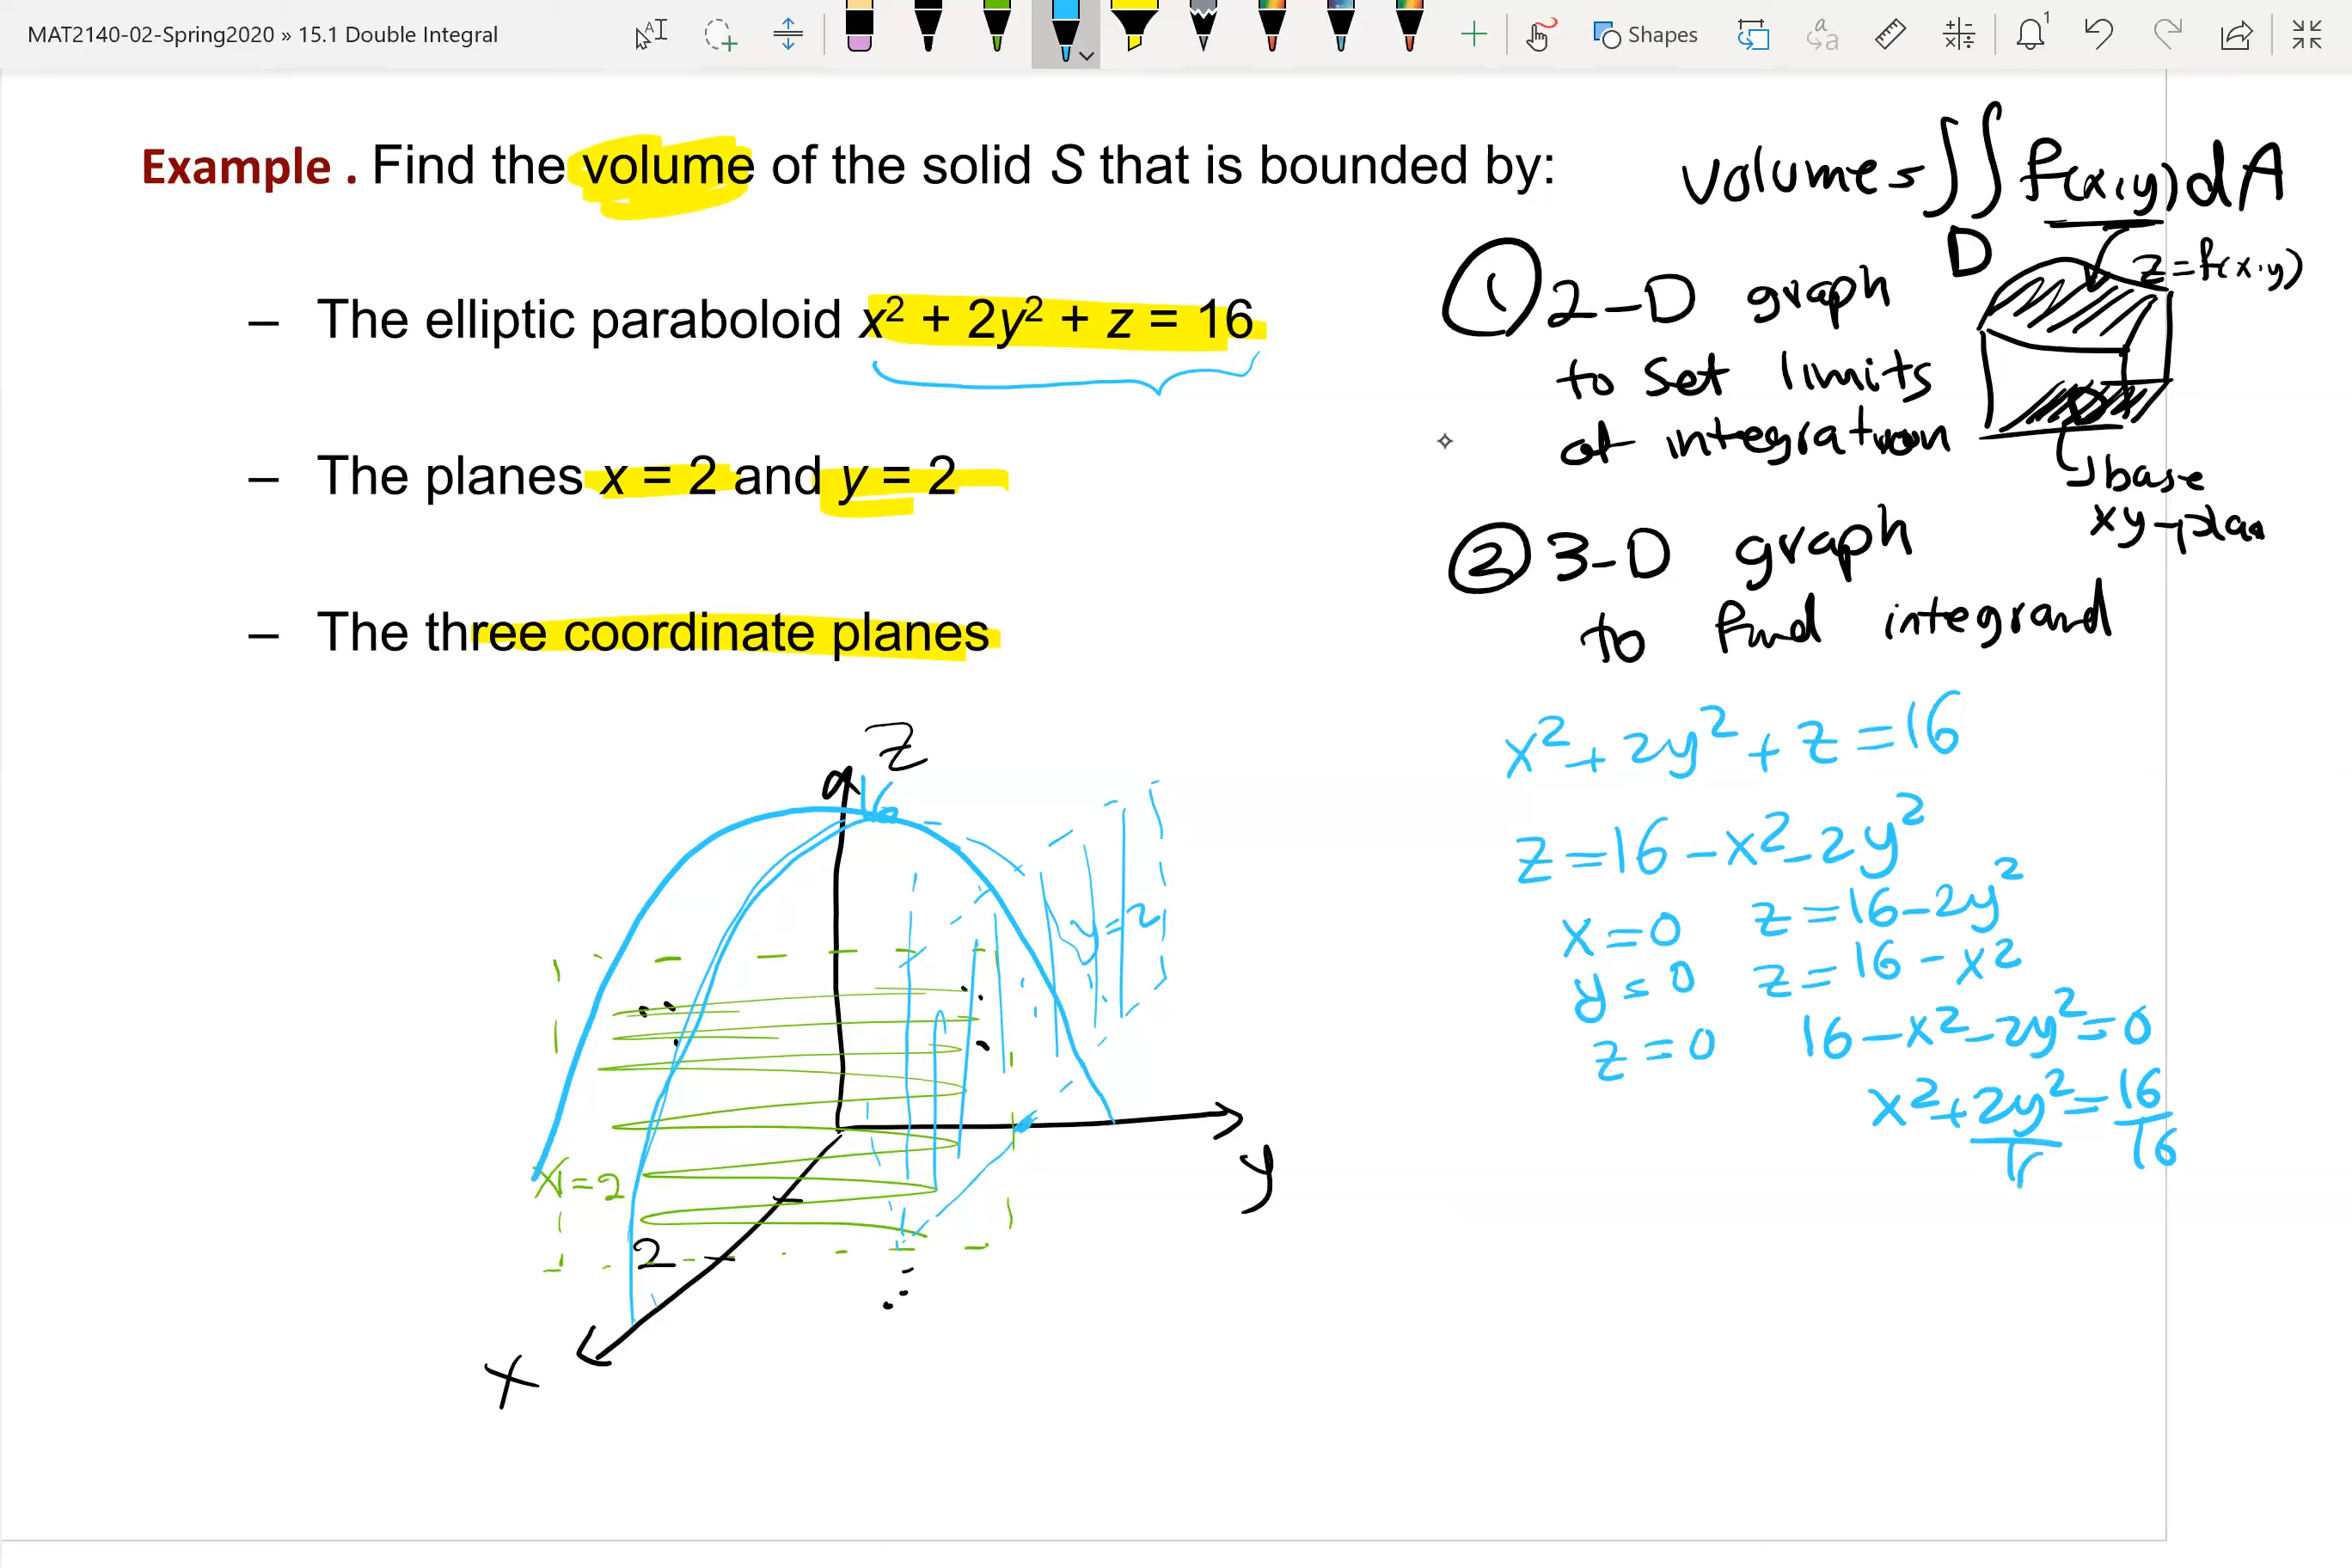 MAT2140-02-Spring2020 » 15.1 Double Integral
Shapes
Example . Find the volume of the solid S that is bounded by:
– The elliptic paraboloid x² + 2y² + z = 16
– The planes x = 2 and y = 2
– The three coordinate planes
volume = ∬ f(x,y) dA
D
z = f(x,y)
① 2-D graph
to set limits
of integration
base
② 3-D graph
to find integrand
x² + 2y² + z = 16
z = 16 - x² - 2y²
x = 0 z = 16 - 2y²
y = 0 z = 16 - x²
z = 0 16 - x² - 2y² = 0
x² + 2y² = 16
16
z
16
y = 2
y
x = 2
2
x